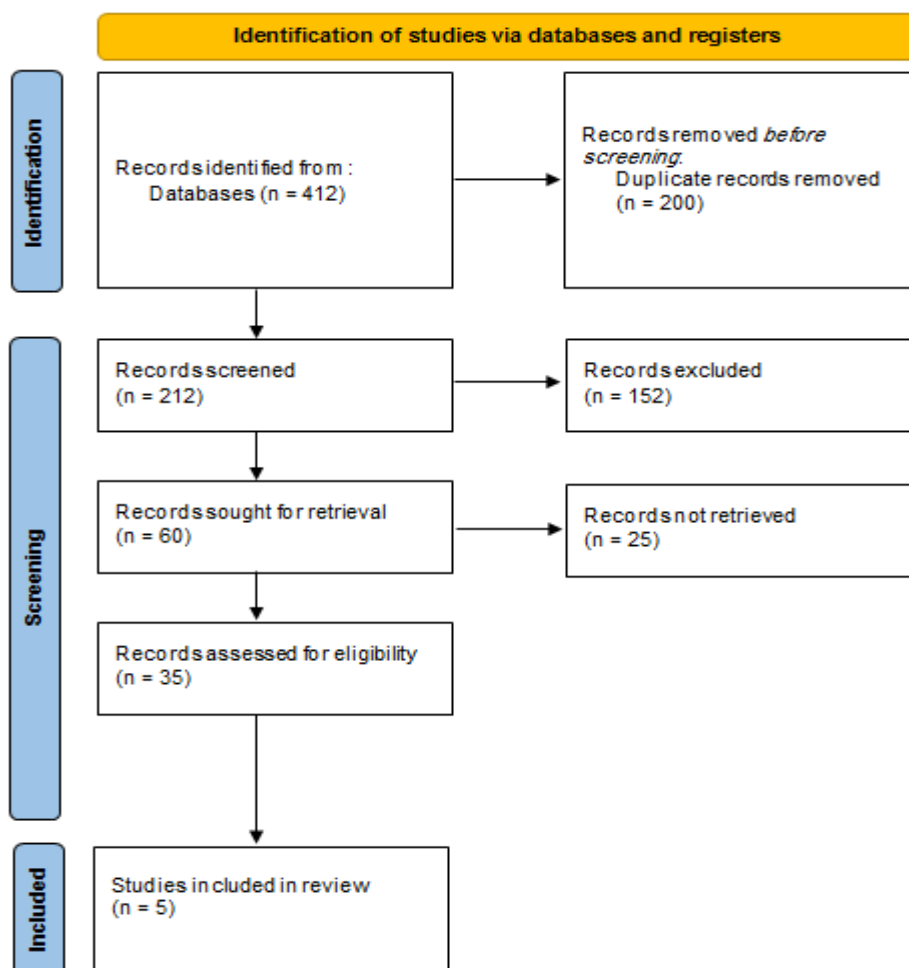 Identification of studies via databases and registers
Identification
Records identified from :
Databases (n = 412)
Records removed before
screening:
Duplicate records removed
(n = 200)
Screening
Records screened
(n = 212)
Records excluded
(n = 152)
Records sought for retrieval
(n = 60)
Records not retrieved
(n = 25)
Records assessed for eligibility
(n = 35)
Included
Studies included in review
(n = 5)